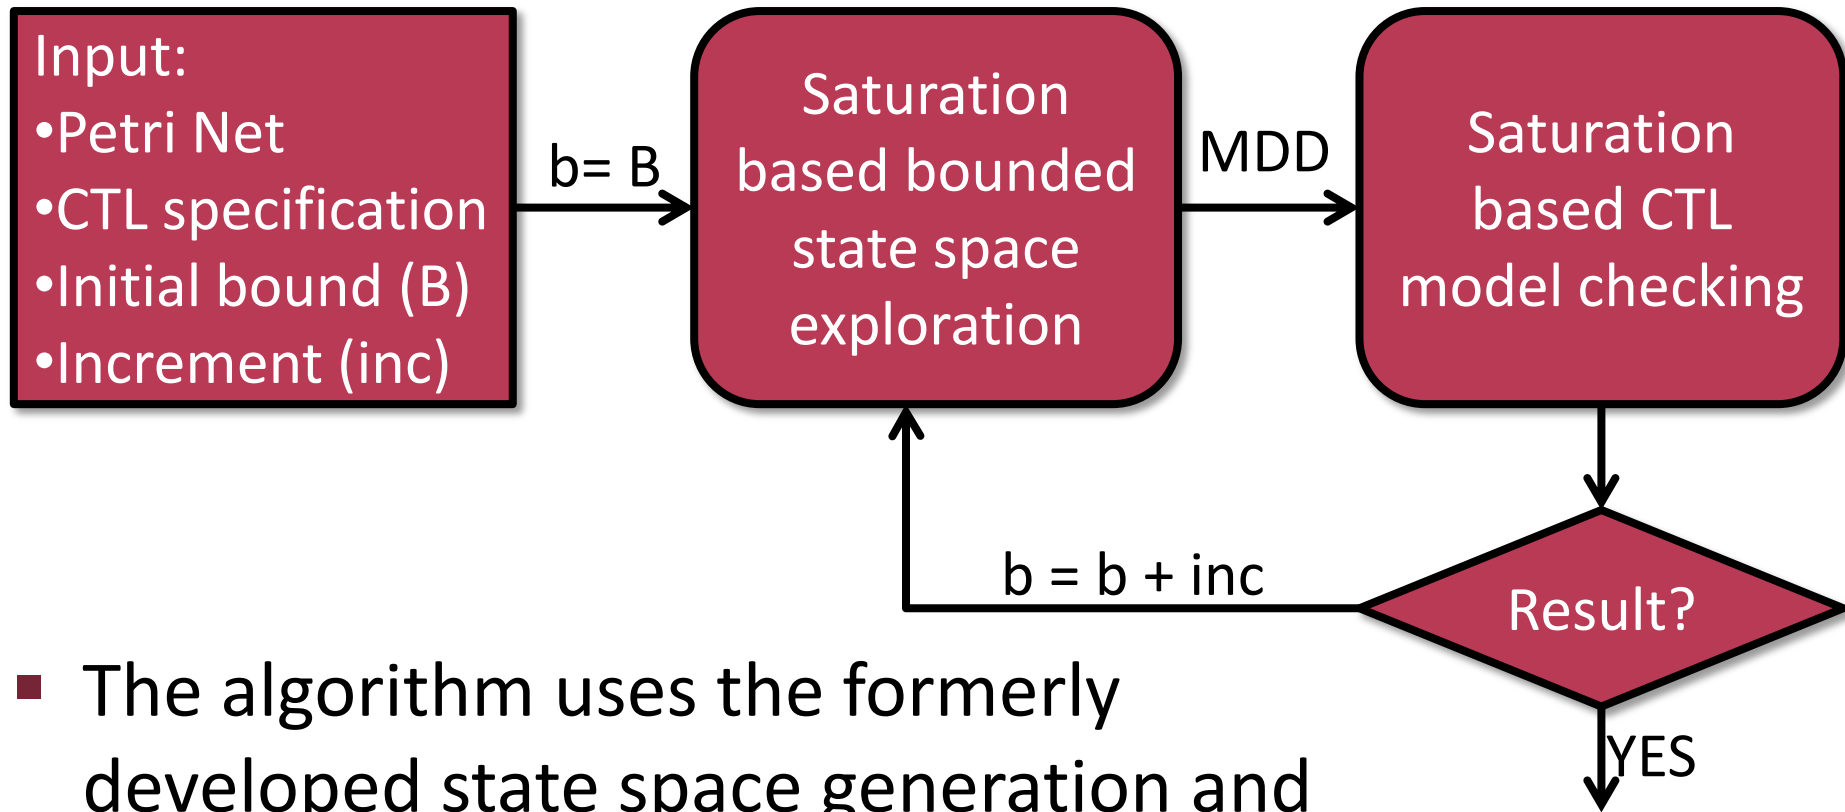 Input:
•Petri Net
•CTL specification
•Initial bound (B)
•Increment (inc)
b= B
Saturation
based bounded
state space
exploration
MDD
Saturation
based CTL
model checking
b = b + inc
Result?
YES
▪ The algorithm uses the formerly
developed state space generation and